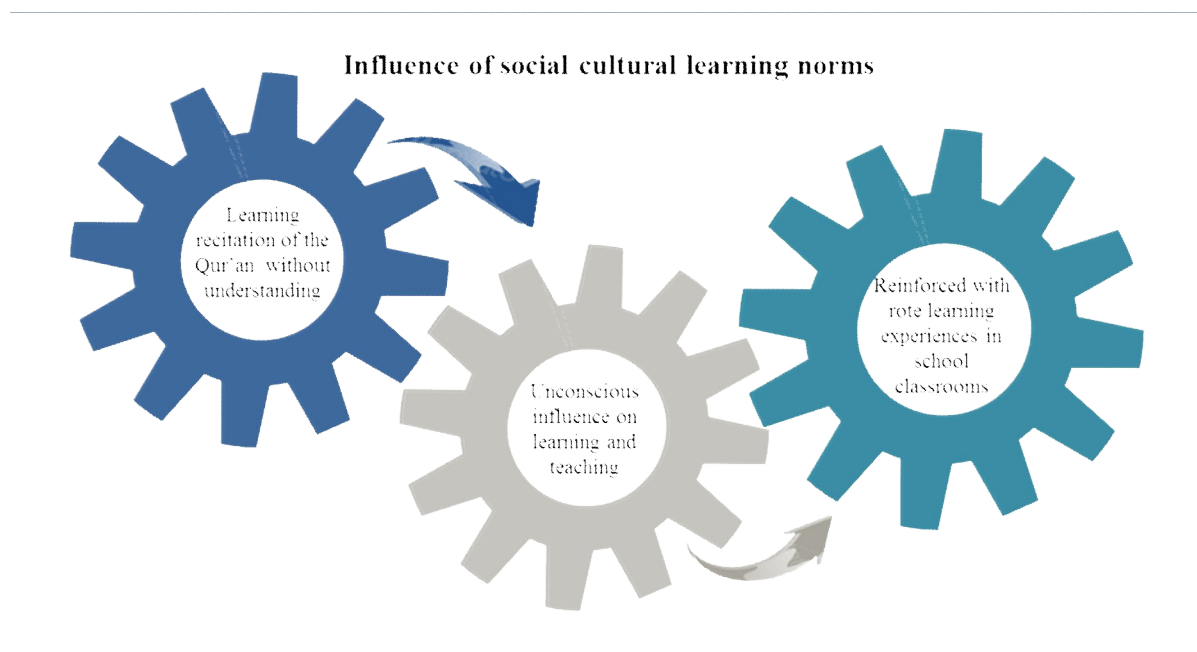 Influence of social cultural learning norms
Learning
recitation of the
Qur'an without
understanding
Unconscious
influence on
learning and
teaching
Reinforced with
rote learning
experiences in
school
classrooms